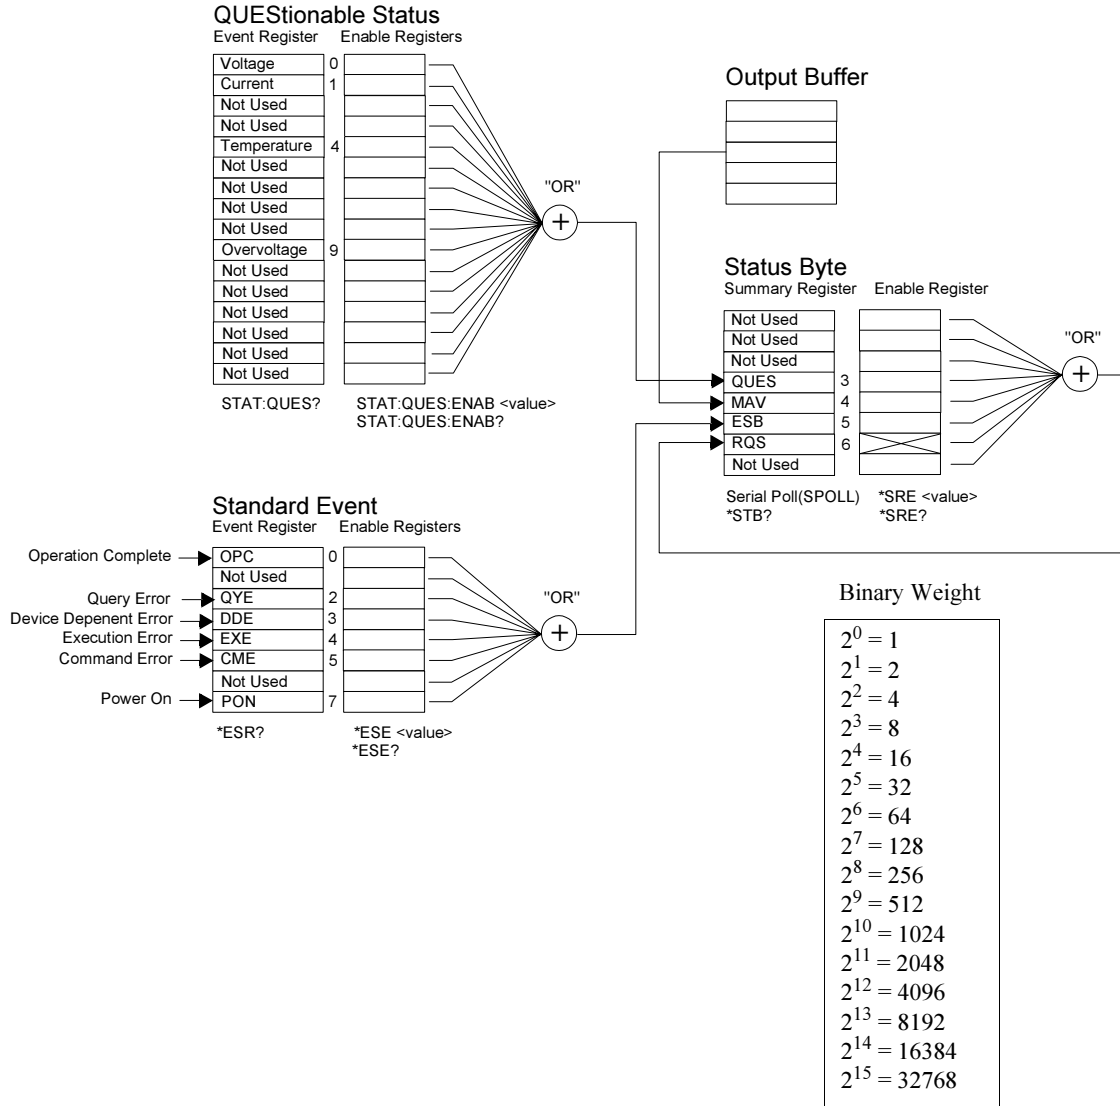 QUEStionable Status
Event Register Enable Registers
Voltage 0
Current 1
Not Used
Not Used
Temperature 4
Not Used
Not Used
Not Used
Not Used
Overvoltage 9
Not Used
Not Used
Not Used
Not Used
Not Used
Not Used
STAT:QUES? STAT:QUES:ENAB <value>
STAT:QUES:ENAB?
"OR"
+
Output Buffer
Status Byte
Summary Register Enable Register
Not Used
Not Used
Not Used
QUES 3
MAV 4
ESB 5
RQS 6
Not Used
Serial Poll(SPOLL) *SRE <value>
*STB? *SRE?
"OR"
+
Standard Event
Event Register Enable Registers
Operation Complete OPC 0
Not Used
Query Error QYE 2
Device Depenent Error DDE 3
Execution Error EXE 4
Command Error CME 5
Not Used
Power On PON 7
*ESR? *ESE <value>
*ESE?
"OR"
+
Binary Weight
2^0 = 1
2^1 = 2
2^2 = 4
2^3 = 8
2^4 = 16
2^5 = 32
2^6 = 64
2^7 = 128
2^8 = 256
2^9 = 512
2^10 = 1024
2^11 = 2048
2^12 = 4096
2^13 = 8192
2^14 = 16384
2^15 = 32768